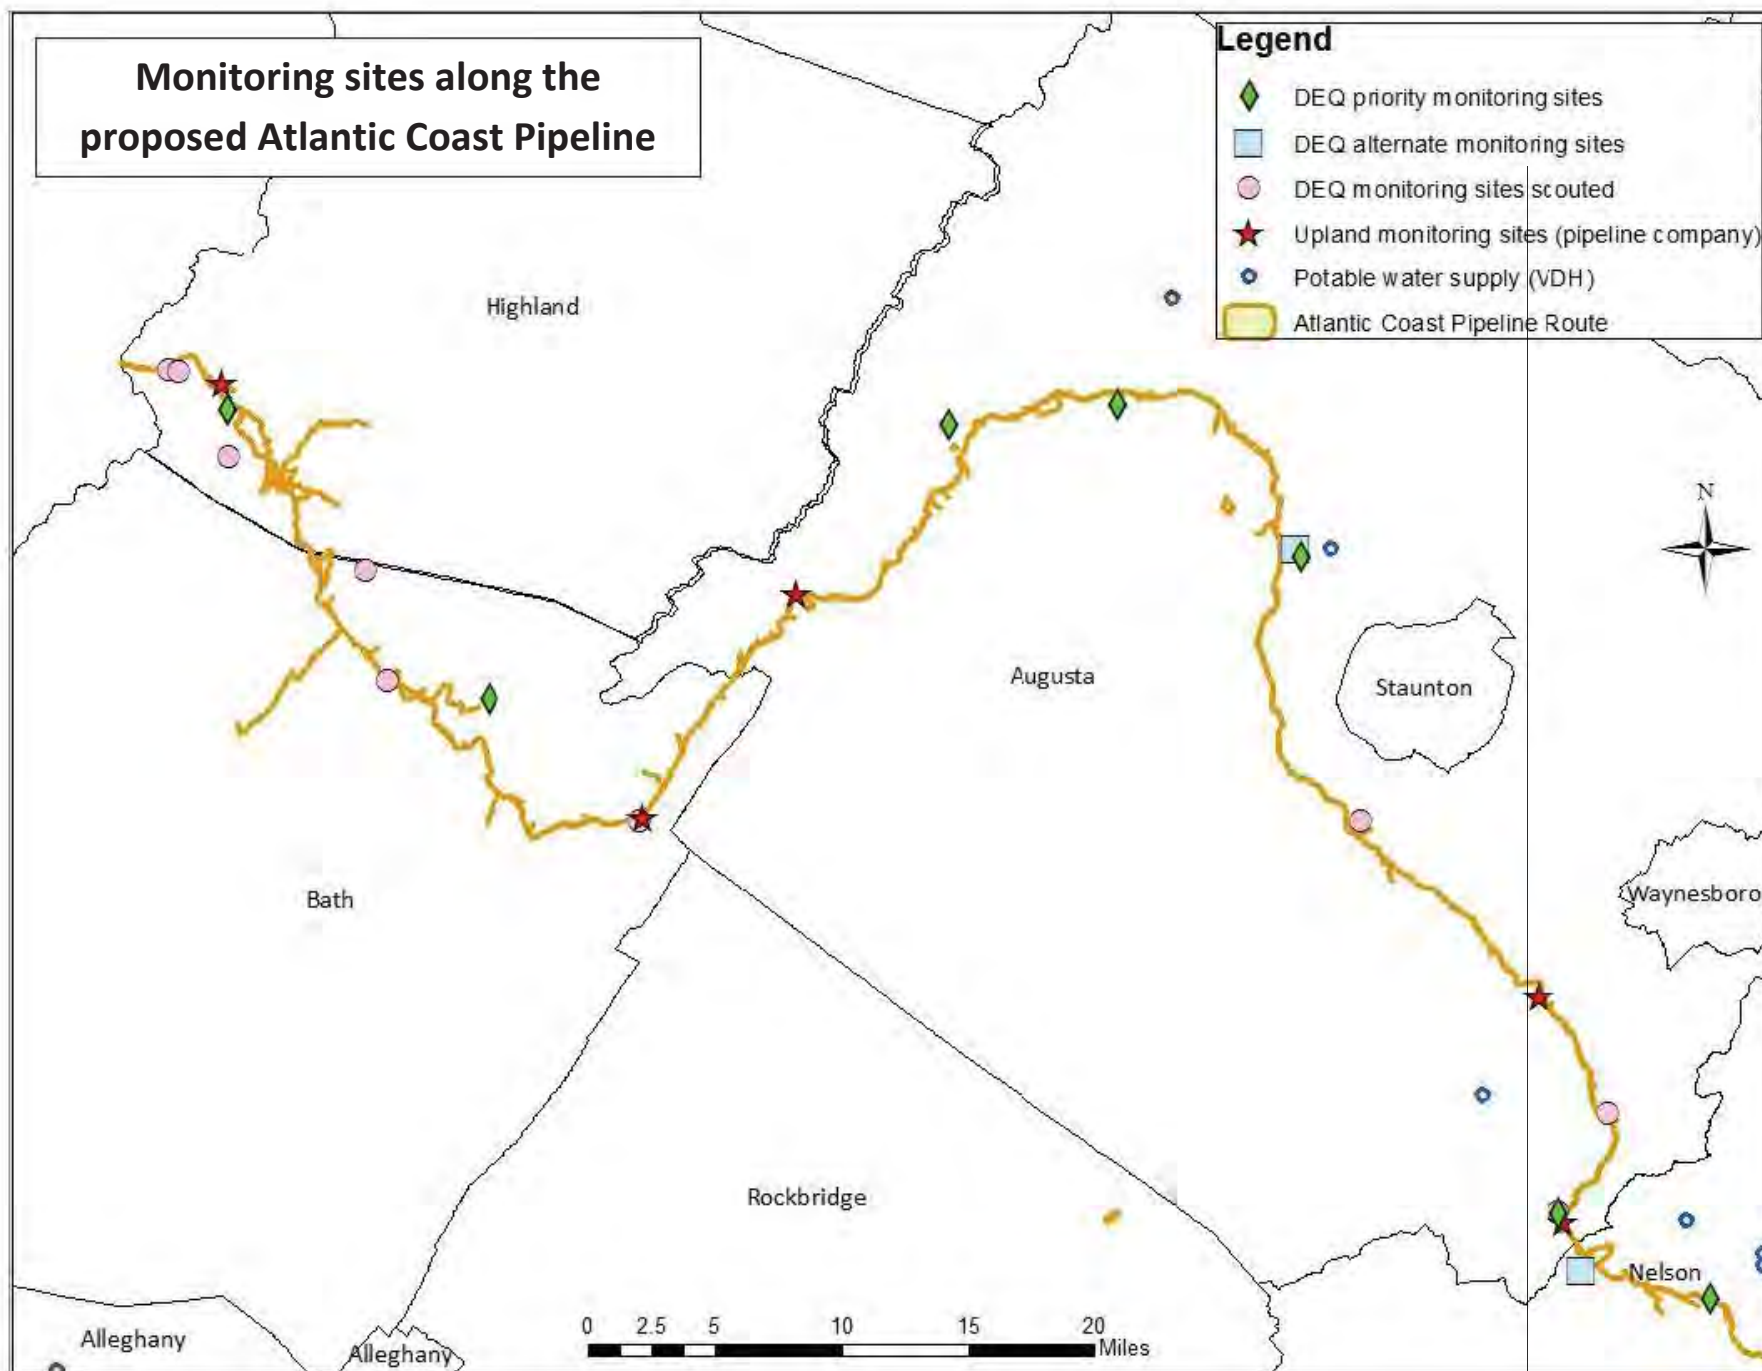 Monitoring sites along the
proposed Atlantic Coast Pipeline
Legend
DEQ priority monitoring sites
DEQ alternate monitoring sites
DEQ monitoring sites scouted
Upland monitoring sites (pipeline company)
Potable water supply (VDH)
Atlantic Coast Pipeline Route
Highland
N
Augusta
Staunton
Waynesboro
Bath
Rockbridge
Nelson
Alleghany
Alleghany
0 2.5 5 10 15 20
Miles